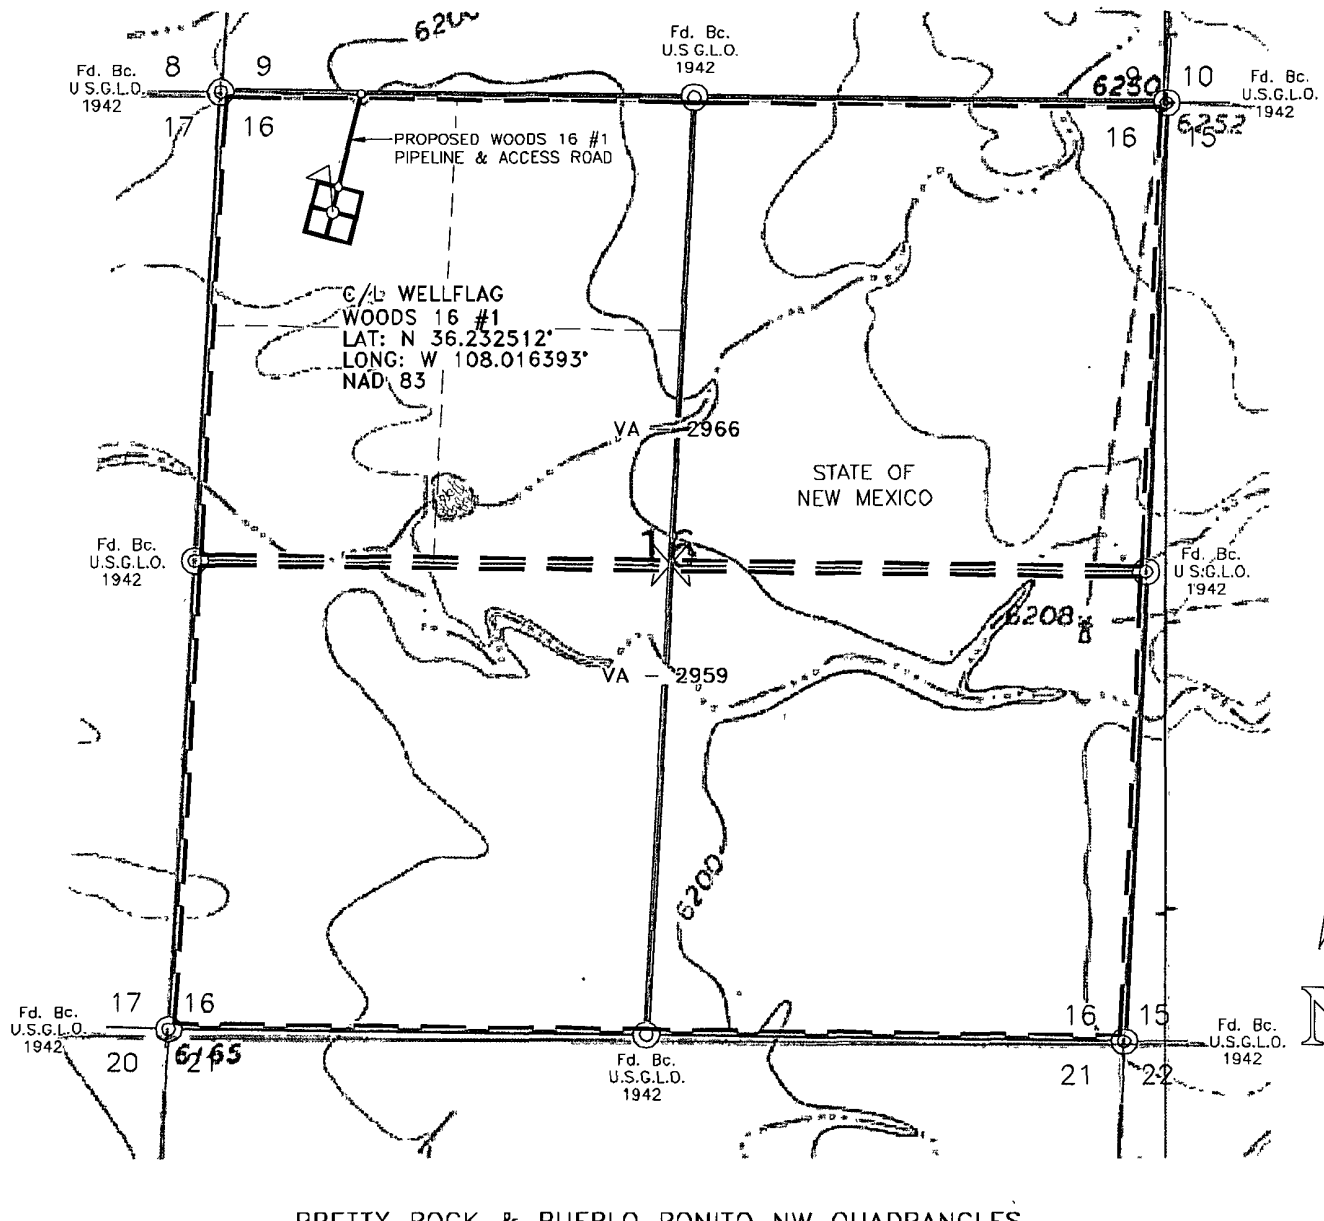 6200
Fd. Bc.
U.S.G.L.O.
1942
Fd. Bc.
U.S.G.L.O.
1942
8
9
9
6250
10
Fd. Bc.
U.S.G.L.O.
1942
17
16
16
6252
15
PROPOSED WOODS 16 #1
PIPELINE & ACCESS ROAD
C/L WELLFLAG
WOODS 16 #1
LAT: N 36.232512°
LONG: W 108.016393°
NAD 83
VA - 2966
STATE OF
NEW MEXICO
Fd. Bc.
U.S.G.L.O.
1942
Fd. Bc.
U.S.G.L.O.
1942
6208
VA - 2959
6200
17
16
16
15
Fd. Bc.
U.S.G.L.O.
1942
6165
Fd. Bc.
U.S.G.L.O.
1942
20
21
Fd. Bc.
U.S.G.L.O.
1942
21
22
N
PRETTY ROCK & PUEBLO BONITO NW QUADRANGLES